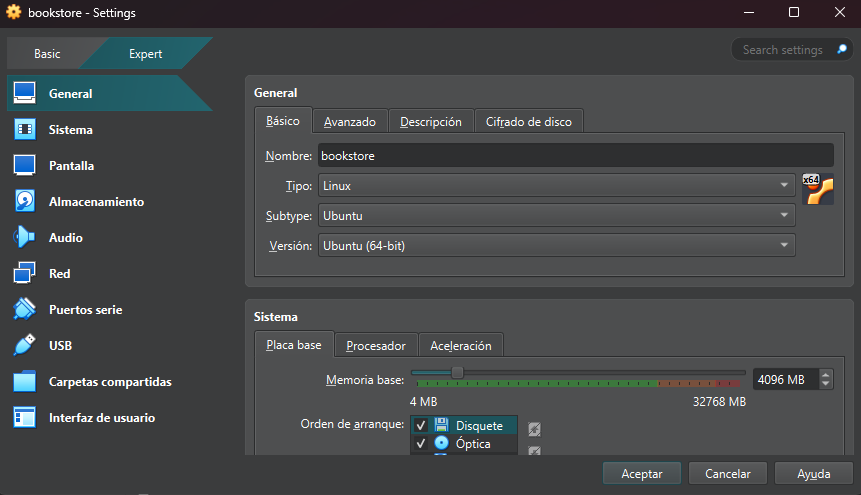 bookstore - Settings
Basic
Expert
Search settings
General
Sistema
Pantalla
Almacenamiento
Audio
Red
Puertos serie
USB
Carpetas compartidas
Interfaz de usuario
General
Básico Avanzado Descripción Cifrado de disco
Nombre: bookstore
Tipo: Linux
x64
Subtype: Ubuntu
Versión: Ubuntu (64-bit)
Sistema
Placa base Procesador Aceleración
Memoria base: 4096 MB
4 MB 32768 MB
Orden de arranque: Disquete
Óptica
Aceptar Cancelar Ayuda